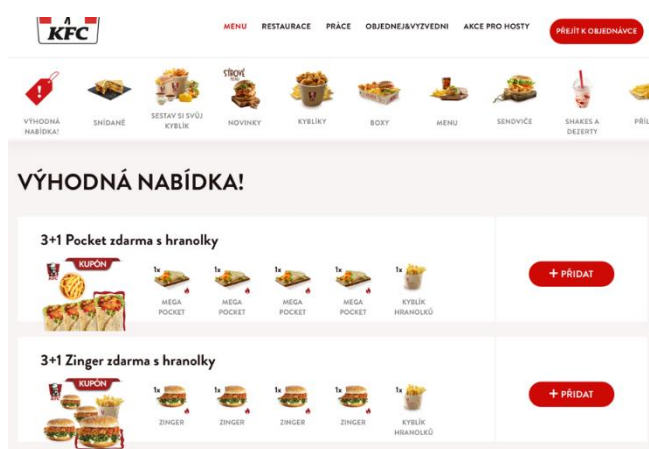 KFC
MENU RESTAURACE PRÁCE OBJEDNEJ&VYZVEDNI AKCE PRO HOSTY PŘEJÍT K OBJEDNÁVCE
VÝHODNÁ
NABÍDKA!
SNÍDANĚ
SESTAV SI SVŮJ
KYBLÍK
NOVINKY
KYBLÍKY
BOXY
MENU
SENDVIČE
SHAKES A
DEZERTY
VÝHODNÁ NABÍDKA!
3+1 Pocket zdarma s hranolky
KUPÓN
1x 1x 1x 1x 1x
MEGA
POCKET
MEGA
POCKET
MEGA
POCKET
MEGA
POCKET
KYBLÍK
HRANOLKŮ
+ PŘIDAT
3+1 Zinger zdarma s hranolky
KUPÓN
1x 1x 1x 1x 1x
ZINGER ZINGER ZINGER ZINGER
KYBLÍK
HRANOLKŮ
+ PŘIDAT